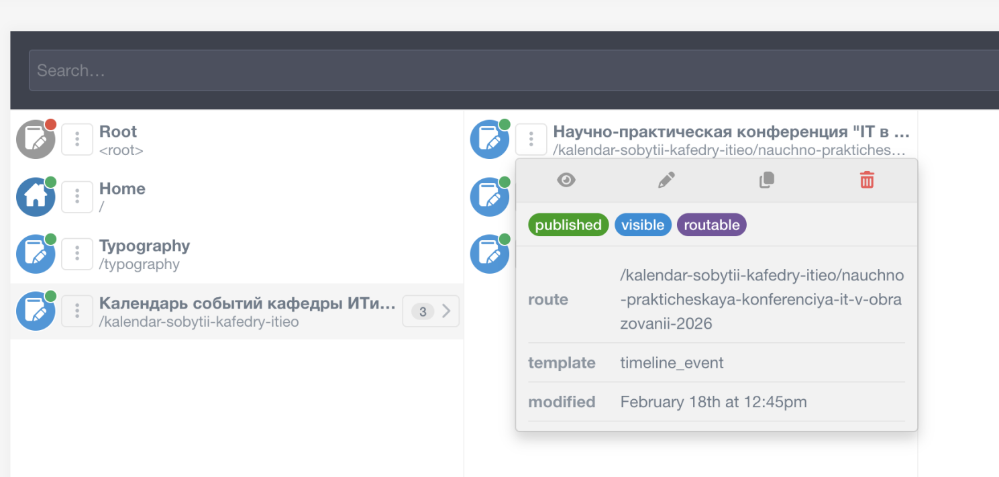 Search…
Root
<root>
Home
/
Typography
/typography
Календарь событий кафедры ИТи…
/kalendar-sobytii-kafedry-itieo
3
Научно-практическая конференция "IT в …
/kalendar-sobytii-kafedry-itieo/nauchno-praktiches…
published visible routable
route
/kalendar-sobytii-kafedry-itieo/nauchno
-prakticheskaya-konferenciya-it-v-obra
zovanii-2026
template timeline_event
modified February 18th at 12:45pm